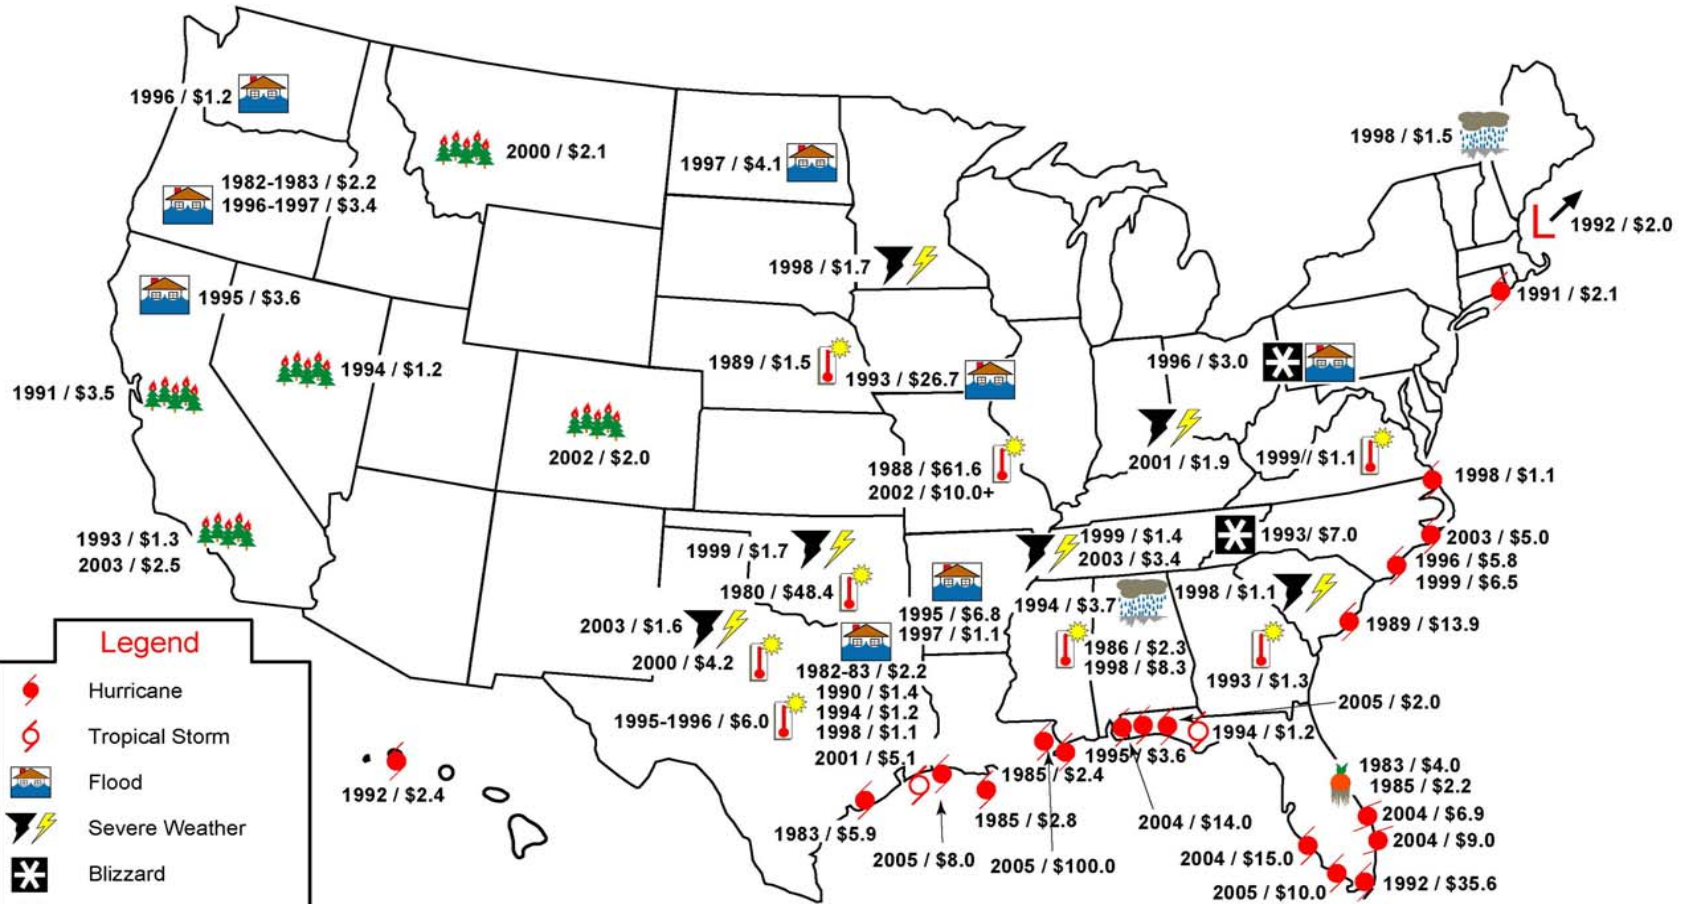 1996 / $1.2
2000 / $2.1
1997 / $4.1
1998 / $1.5
1982-1983 / $2.2
1996-1997 / $3.4
1992 / $2.0
L
1998 / $1.7
1995 / $3.6
1991 / $2.1
1994 / $1.2
1989 / $1.5
1993 / $26.7
1996 / $3.0
1991 / $3.5
2002 / $2.0
1988 / $61.6
2002 / $10.0+
2001 / $1.9
1999// $1.1
1998 / $1.1
1993 / $1.3
2003 / $2.5
1999 / $1.7
1980 / $48.4
1999 / $1.4
2003 / $3.4
1993/ $7.0
2003 / $5.0
1996 / $5.8
1999 / $6.5
1995 / $6.8
1997 / $1.1
1994 / $3.7
1998 / $1.1
1989 / $13.9
2003 / $1.6
2000 / $4.2
1986 / $2.3
1998 / $8.3
1993 / $1.3
1982-83 / $2.2
1990 / $1.4
1994 / $1.2
1998 / $1.1
2001 / $5.1
1995-1996 / $6.0
2005 / $2.0
1994 / $1.2
1995 / $3.6
1985 / $2.4
1985 / $2.8
1983 / $5.9
2005 / $8.0
2005 / $100.0
2004 / $14.0
1983 / $4.0
1985 / $2.2
2004 / $6.9
2004 / $9.0
2004 / $15.0
2005 / $10.0
1992 / $35.6
1992 / $2.4
Legend
Hurricane
Tropical Storm
Flood
Severe Weather
Blizzard